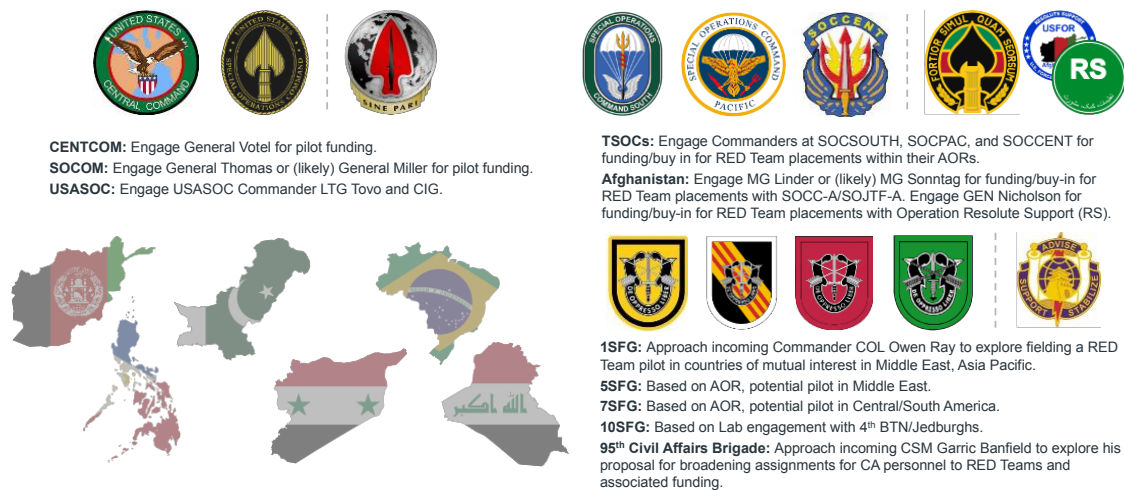 UNITED STATES
CENTRAL COMMAND
UNITED STATES
SPECIAL OPERATIONS COMMAND
SINE PARI
CENTCOM: Engage General Votel for pilot funding.
SOCOM: Engage General Thomas or (likely) General Miller for pilot funding.
USASOC: Engage USASOC Commander LTG Tovo and CIG.
الله اكبر
SPECIAL OPERATIONS
COMMAND SOUTH
SPECIAL OPERATIONS COMMAND
PACIFIC
SOCCENT
FORTIOR SIMUL QUAM SEORSIUM
RESOLUTE SUPPORT
USFOR
RS
TSOCs: Engage Commanders at SOCSOUTH, SOCPAC, and SOCCENT for
funding/buy in for RED Team placements within their AORs.
Afghanistan: Engage MG Linder or (likely) MG Sonntag for funding/buy-in for
RED Team placements with SOCC-A/SOJTF-A. Engage GEN Nicholson for
funding/buy-in for RED Team placements with Operation Resolute Support (RS).
DE OPPRESSO LIBER
DE OPPRESSO LIBER
DE OPPRESSO LIBER
DE OPPRESSO LIBER
ADVISE
SUPPORT STABILIZE
1SFG: Approach incoming Commander COL Owen Ray to explore fielding a RED
Team pilot in countries of mutual interest in Middle East, Asia Pacific.
5SFG: Based on AOR, potential pilot in Middle East.
7SFG: Based on AOR, potential pilot in Central/South America.
10SFG: Based on Lab engagement with 4th BTN/Jedburghs.
95th Civil Affairs Brigade: Approach incoming CSM Garric Banfield to explore his
proposal for broadening assignments for CA personnel to RED Teams and
associated funding.